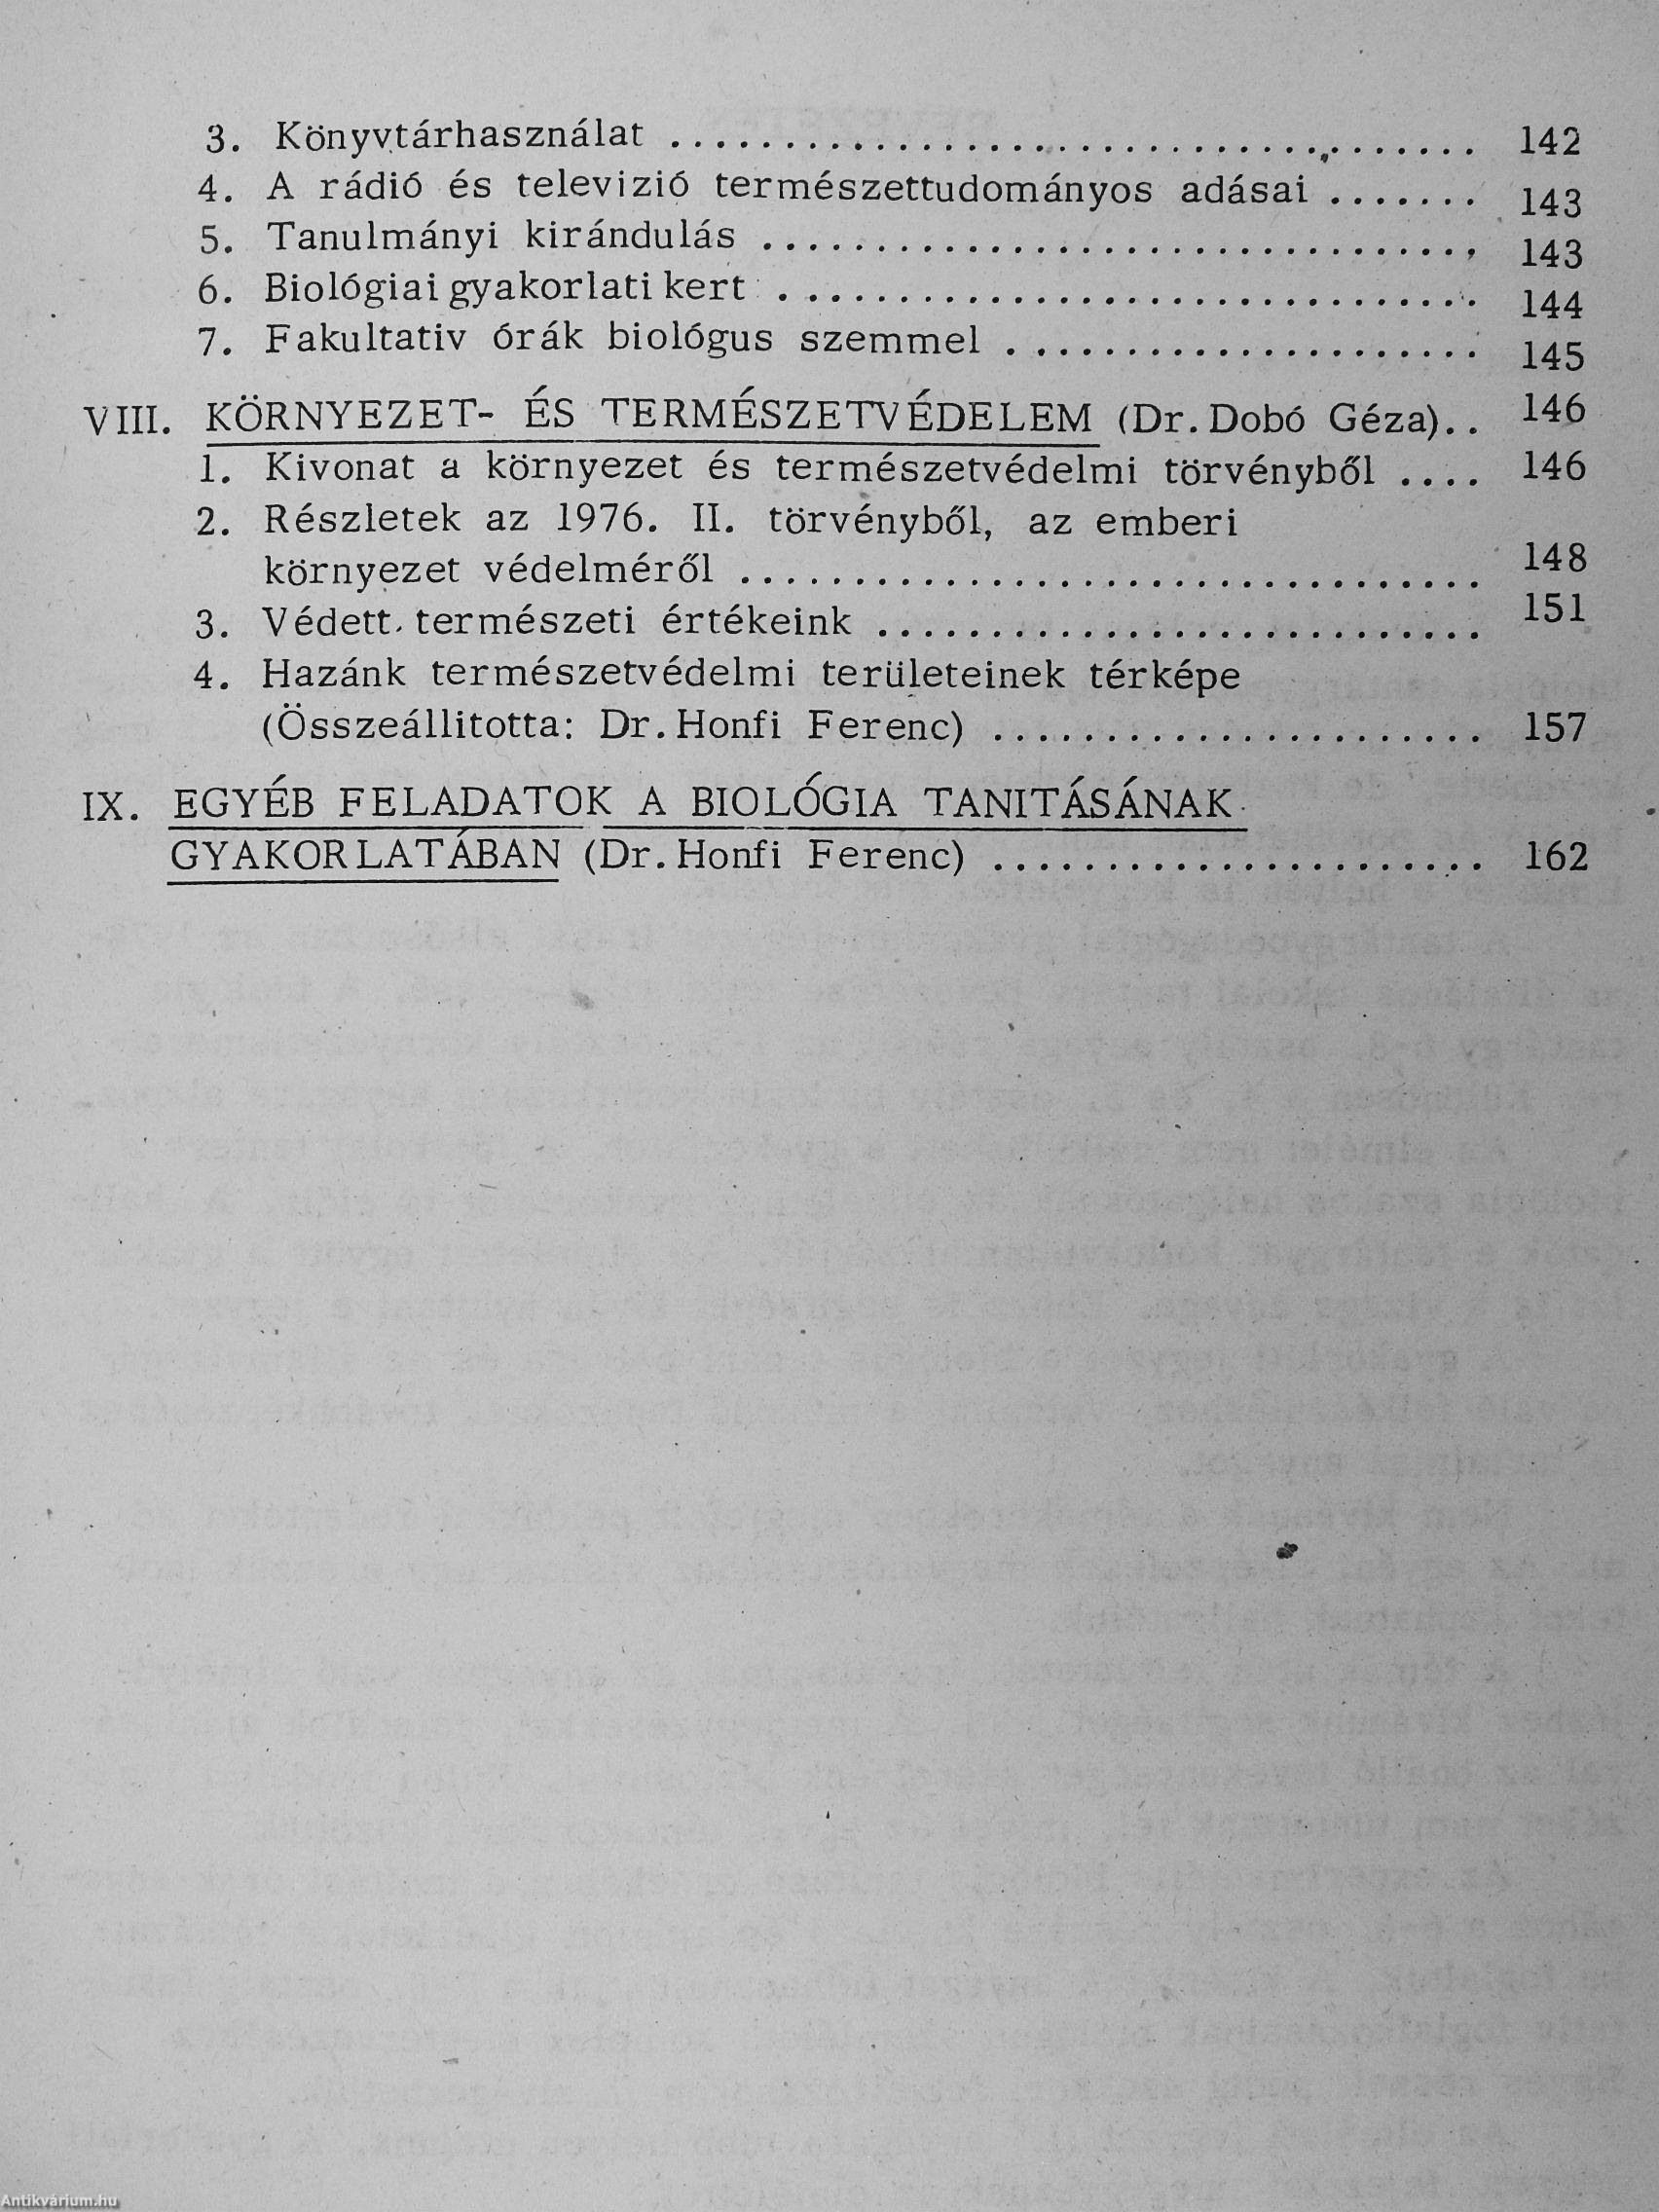 3. Könyvtárhasználat ........................................ 142
4. A rádió és televizió természettudományos adásai ....... 143
5. Tanulmányi kirándulás ................................ 143
6. Biológiai gyakorlati kert ............................... 144
7. Fakultativ órák biológus szemmel ..................... 145
VIII. KÖRNYEZET- ÉS TERMÉSZETVÉDELEM (Dr. Dobó Géza).. 146
1. Kivonat a környezet és természetvédelmi törvényből .... 146
2. Részletek az 1976. II. törvényből, az emberi
környezet védelméről ................................. 148
3. Védett természeti értékeink ........................... 151
4. Hazánk természetvédelmi területeinek térképe
(Összeállitotta: Dr. Honfi Ferenc) ...................... 157
IX. EGYÉB FELADATOK A BIOLÓGIA TANITÁSÁNAK
GYAKORLATÁBAN (Dr. Honfi Ferenc) ...................... 162
Antikvárium.hu